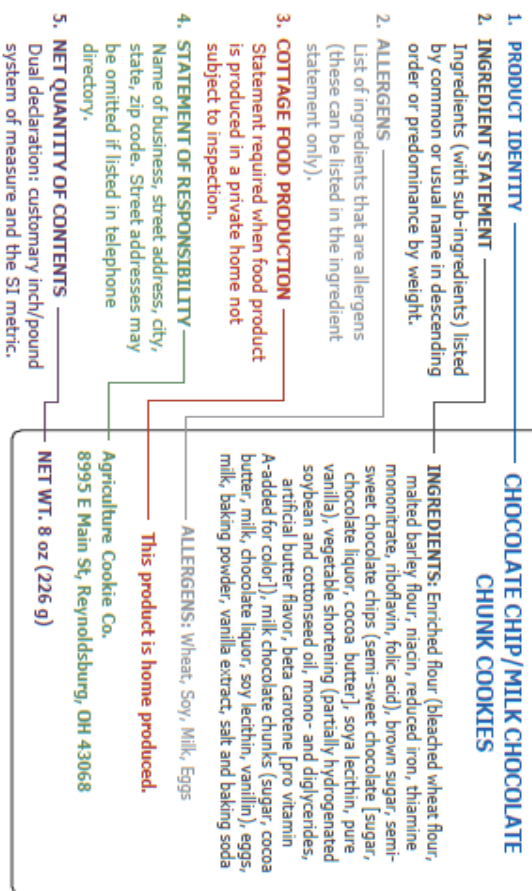 1. PRODUCT IDENTITY
2. INGREDIENT STATEMENT
Ingredients (with sub-ingredients) listed
by common or usual name in descending
order or predominance by weight.
2. ALLERGENS
List of ingredients that are allergens
(these can be listed in the ingredient
statement only).
3. COTTAGE FOOD PRODUCTION
Statement required when food product
is produced in a private home not
subject to inspection.
4. STATEMENT OF RESPONSIBILITY
Name of business, street address, city,
state, zip code. Street addresses may
be omitted if listed in telephone
directory.
5. NET QUANTITY OF CONTENTS
Dual declaration: customary inch/pound
system of measure and the SI metric.
CHOCOLATE CHIP/MILK CHOCOLATE
CHUNK COOKIES
INGREDIENTS: Enriched flour (bleached wheat flour,
malted barley flour, niacin, reduced iron, thiamine
mononitrate, riboflavin, folic acid), brown sugar, semi-
sweet chocolate chips (semi-sweet chocolate [sugar,
chocolate liquor, cocoa butter], soya lecithin, pure
vanilla), vegetable shortening (partially hydrogenated
soybean and cottonseed oil, mono- and diglycerides,
artificial butter flavor, beta carotene [pro vitamin
A-added for color]), milk chocolate chunks (sugar, cocoa
butter, milk, chocolate liquor, soy lecithin, vanillin), eggs,
milk, baking powder, vanilla extract, salt and baking soda
ALLERGENS: Wheat, Soy, Milk, Eggs
This product is home produced.
Agriculture Cookie Co.
8995 E Main St, Reynoldsburg, OH 43068
NET WT. 8 oz (226 g)